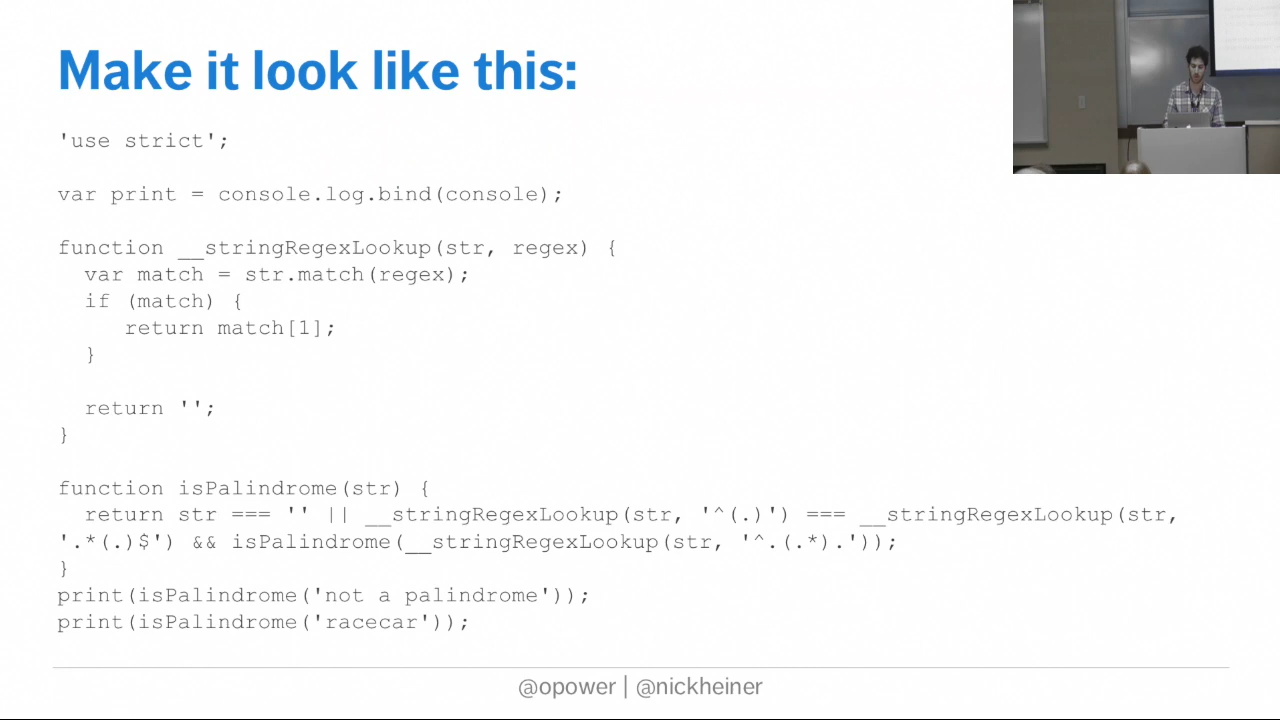 Make it look like this:
'use strict';
var print = console.log.bind(console);
function __stringRegexLookup(str, regex) {
var match = str.match(regex);
if (match) {
return match[1];
}
return '';
}
function isPalindrome(str) {
return str === '' || __stringRegexLookup(str, '^(.)') === __stringRegexLookup(str,
'.*(.)$') && isPalindrome(__stringRegexLookup(str, '^.(.*).'));
}
print(isPalindrome('not a palindrome'));
print(isPalindrome('racecar'));
@opower | @nickheiner